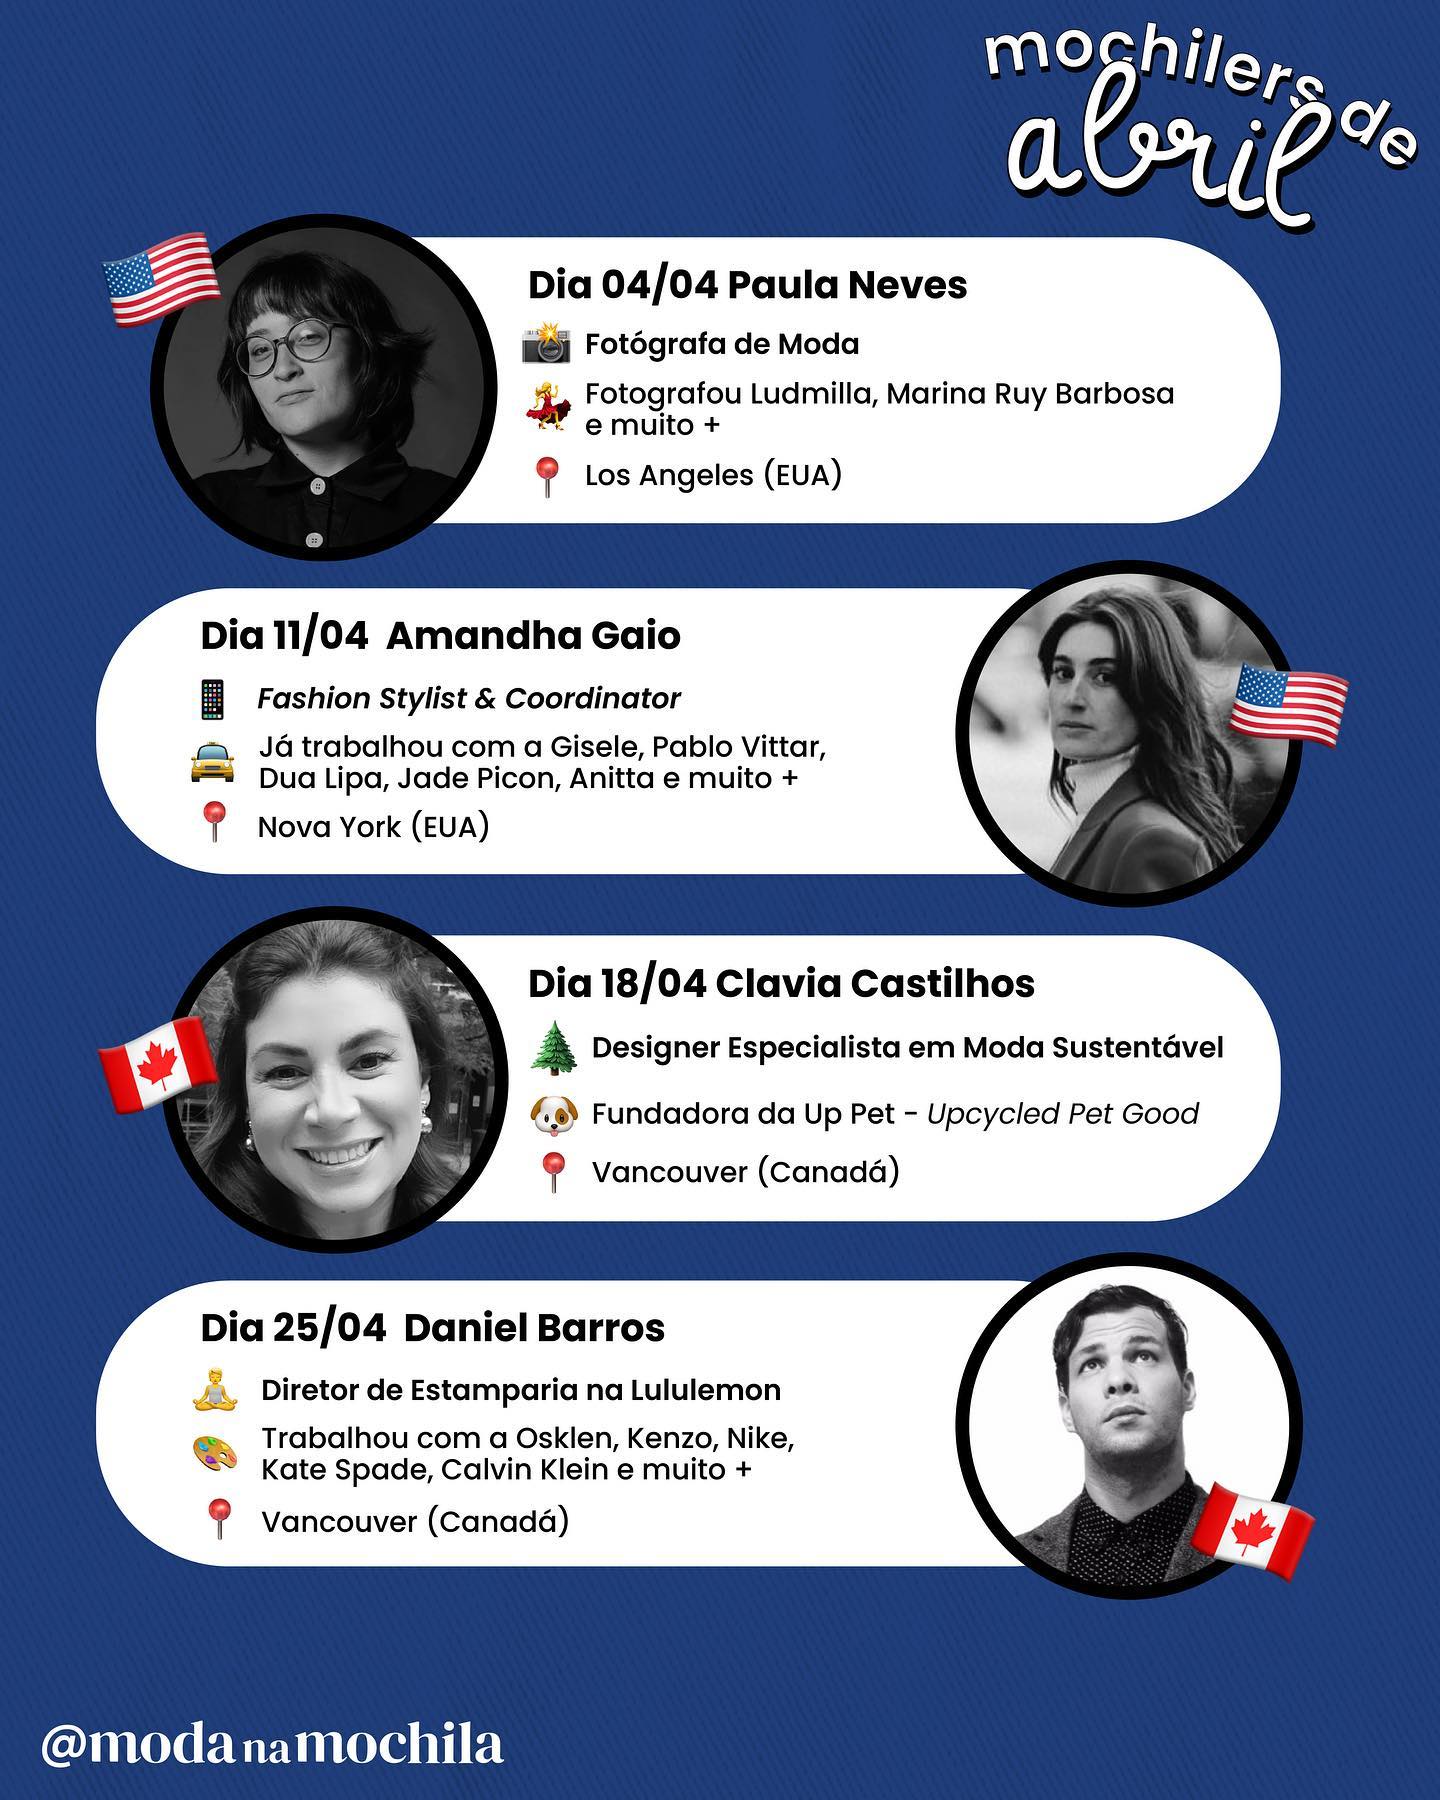 mochilers de
abril
Dia 04/04 Paula Neves
Fotógrafa de Moda
Fotografou Ludmilla, Marina Ruy Barbosa
e muito +
Los Angeles (EUA)
Dia 11/04 Amandha Gaio
Fashion Stylist & Coordinator
Já trabalhou com a Gisele, Pablo Vittar,
Dua Lipa, Jade Picon, Anitta e muito +
Nova York (EUA)
Dia 18/04 Clavia Castilhos
Designer Especialista em Moda Sustentável
Fundadora da Up Pet - Upcycled Pet Good
Vancouver (Canadá)
Dia 25/04 Daniel Barros
Diretor de Estamparia na Lululemon
Trabalhou com a Osklen, Kenzo, Nike,
Kate Spade, Calvin Klein e muito +
Vancouver (Canadá)
@moda na mochila